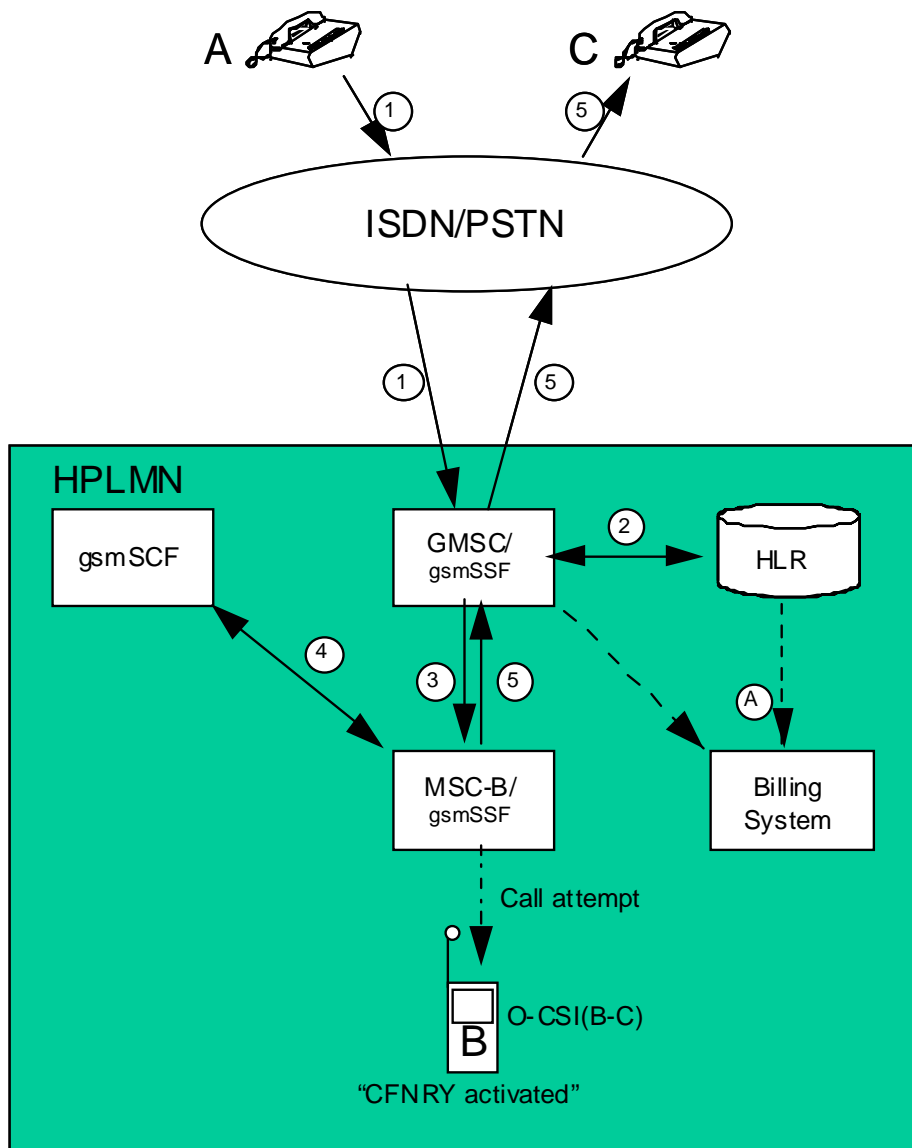 A
C
1
5
ISDN/PSTN
1
5
HPLMN
gsmSCF
GMSC/
gsmSSF
2
HLR
4
3
5
A
MSC-B/
gsmSSF
Billing
System
Call attempt
O-CSI(B-C)
B
“CFNRY activated”